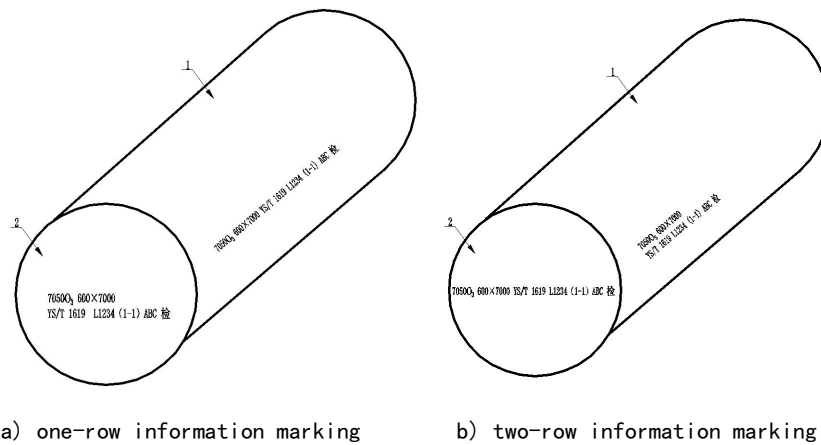 1
7050O₃ 600×7000 YS/T 1619 L1234 (1-1) ABC 检
2
7050O₃ 600×7000
YS/T 1619 L1234 (1-1) ABC 检
1
7050O₃ 600×7000
YS/T 1619 L1234 (1-1) ABC 检
2
7050O₃ 600×7000 YS/T 1619 L1234 (1-1) ABC 检
a) one-row information marking
b) two-row information marking